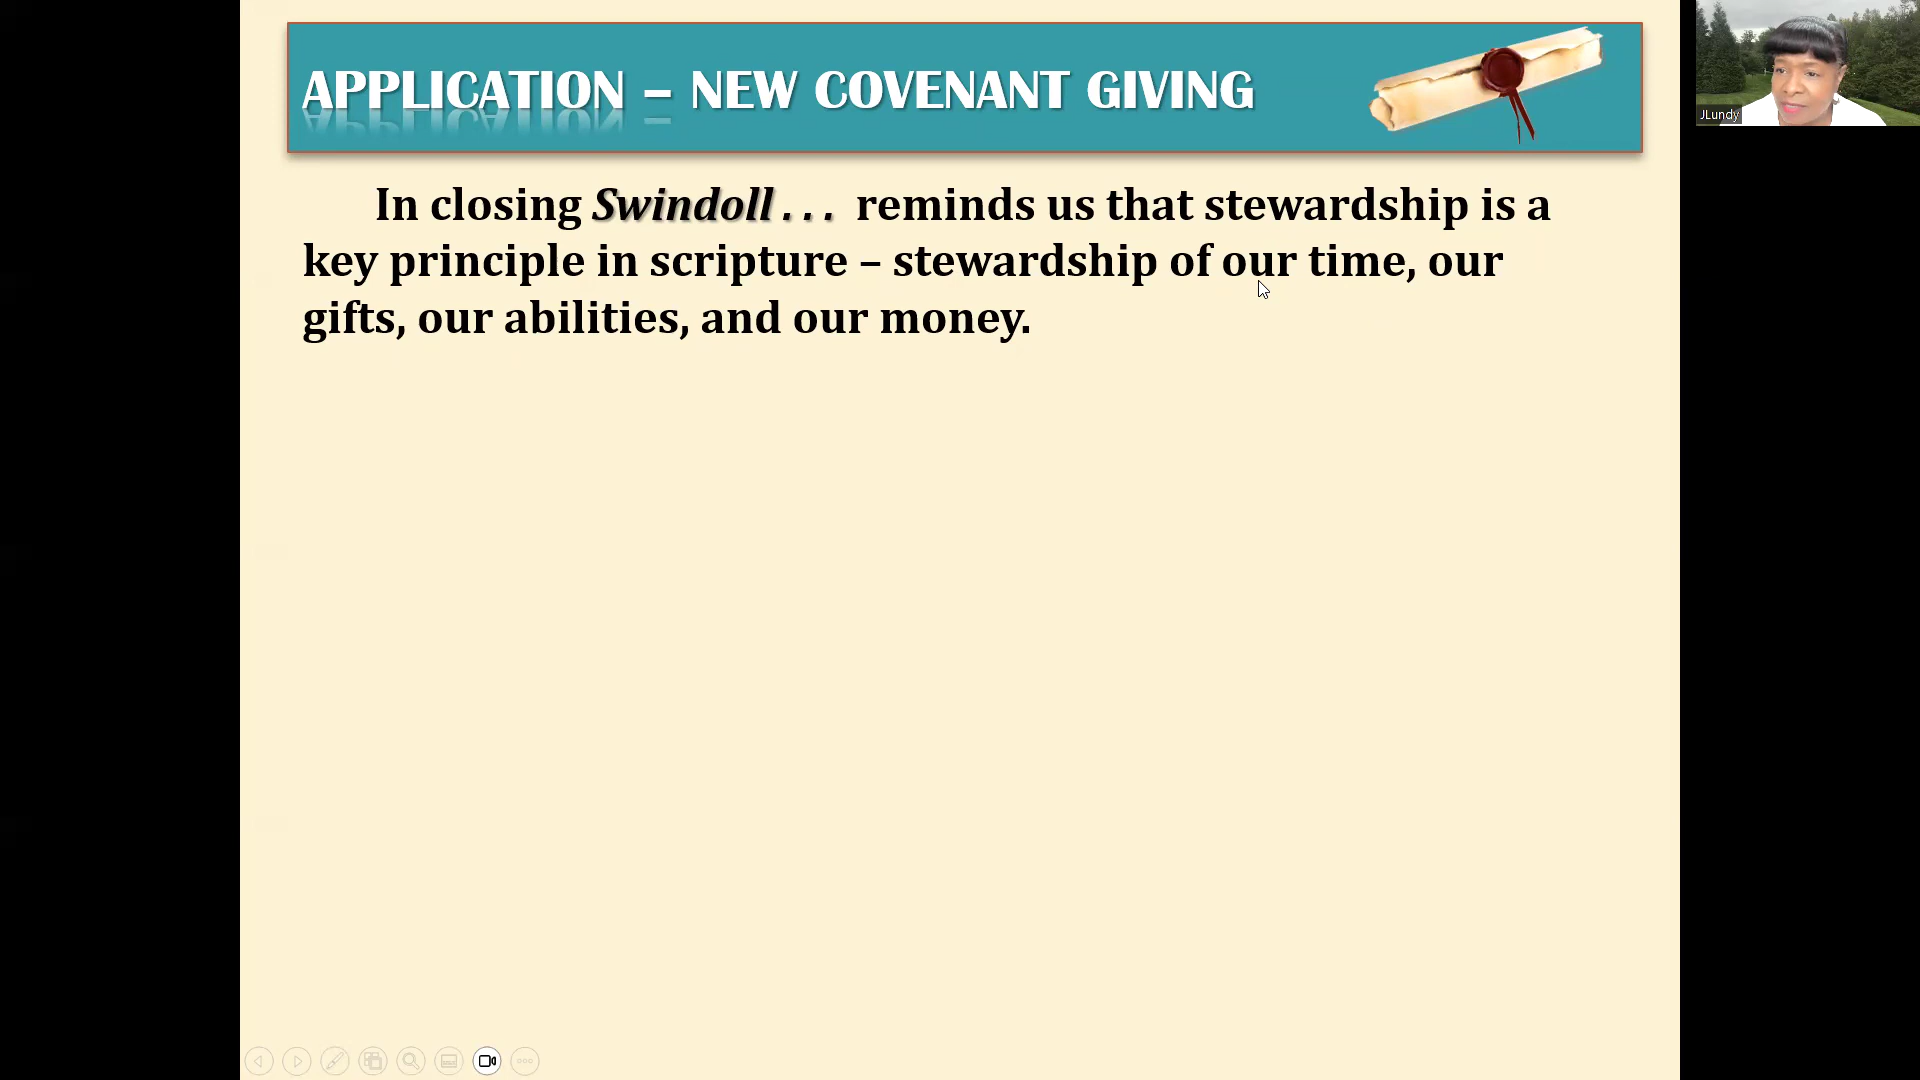 APPLICATION – NEW COVENANT GIVING
JLundy
In closing Swindoll . . . reminds us that stewardship is a
key principle in scripture – stewardship of our time, our
gifts, our abilities, and our money.